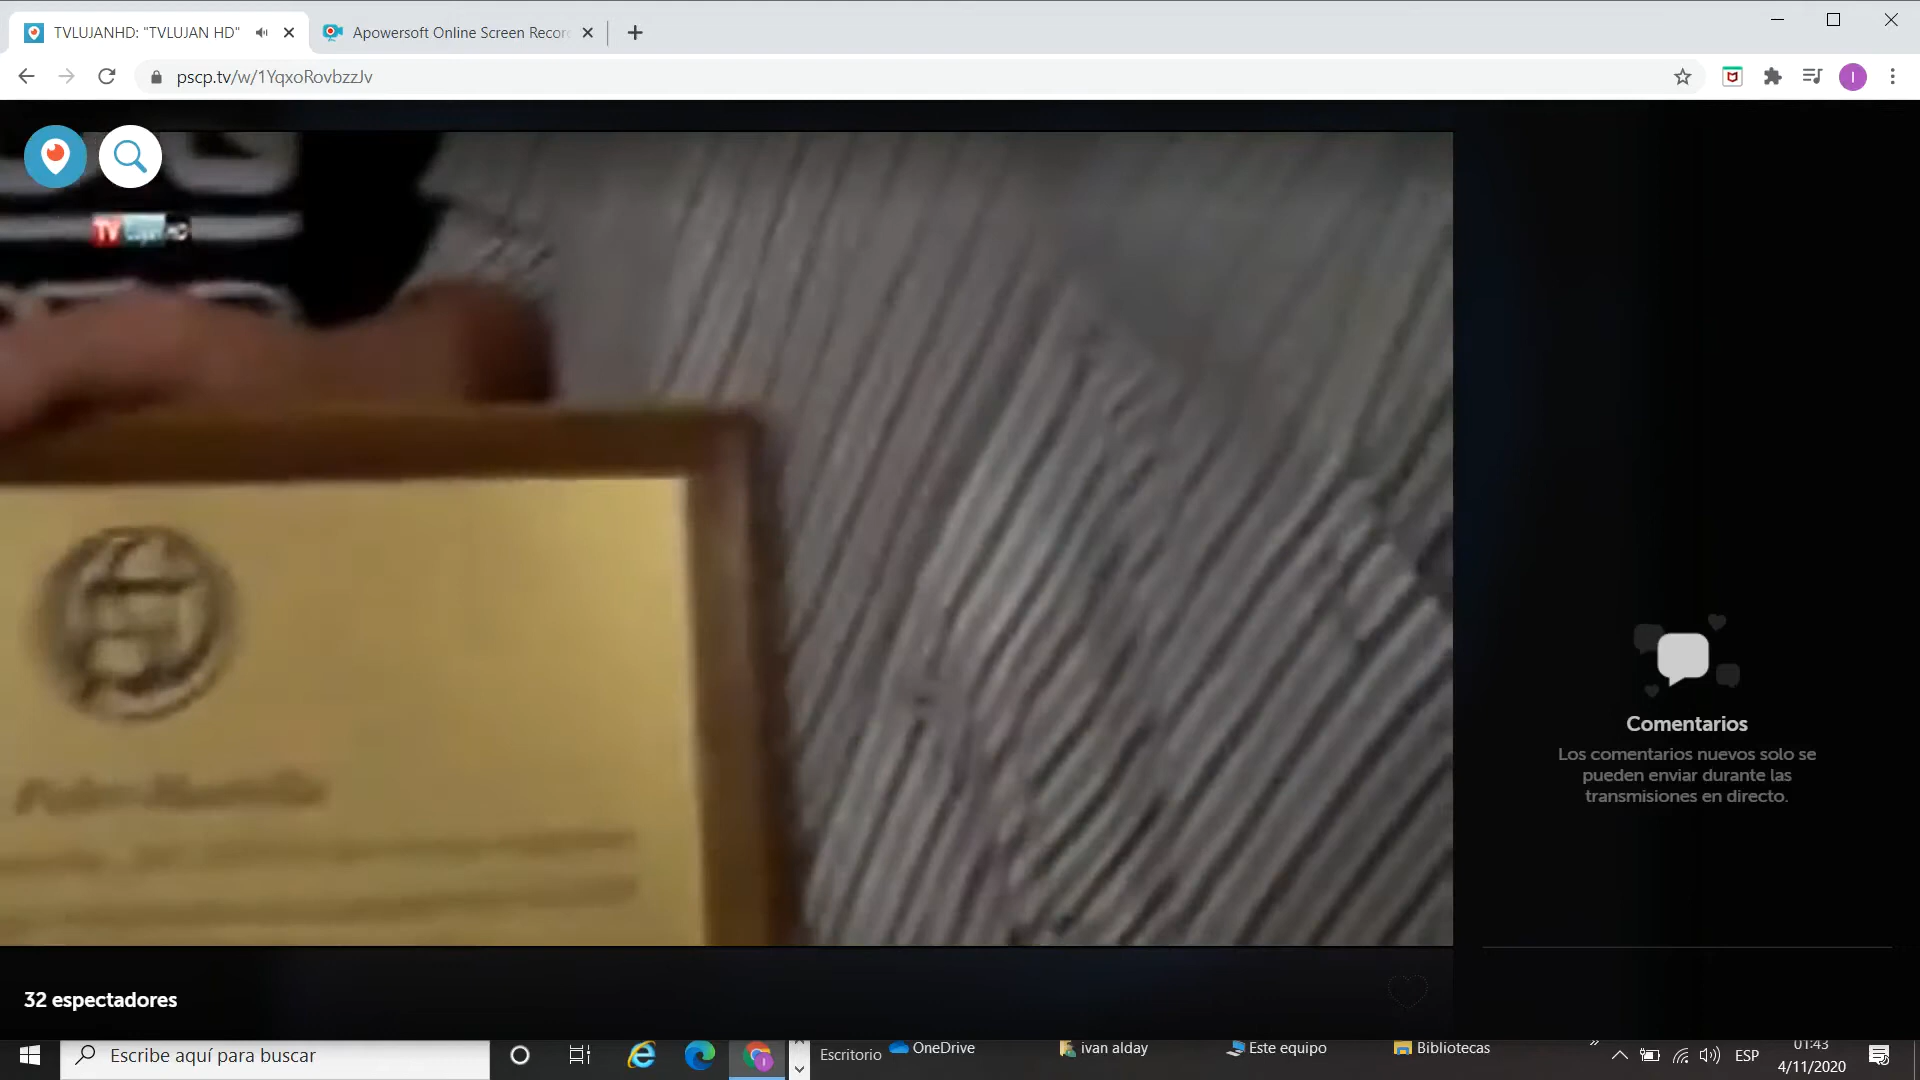 TVLUJANHD: "TVLUJAN HD"
Apowersoft Online Screen Recor
pscp.tv/w/1YqxoRovbzzJv
I
TV Lujan HD
Comentarios
Los comentarios nuevos solo se
pueden enviar durante las
transmisiones en directo.
32 espectadores
Escribe aquí para buscar
Escritorio
OneDrive
ivan alday
Este equipo
Bibliotecas
ESP
01:43
4/11/2020